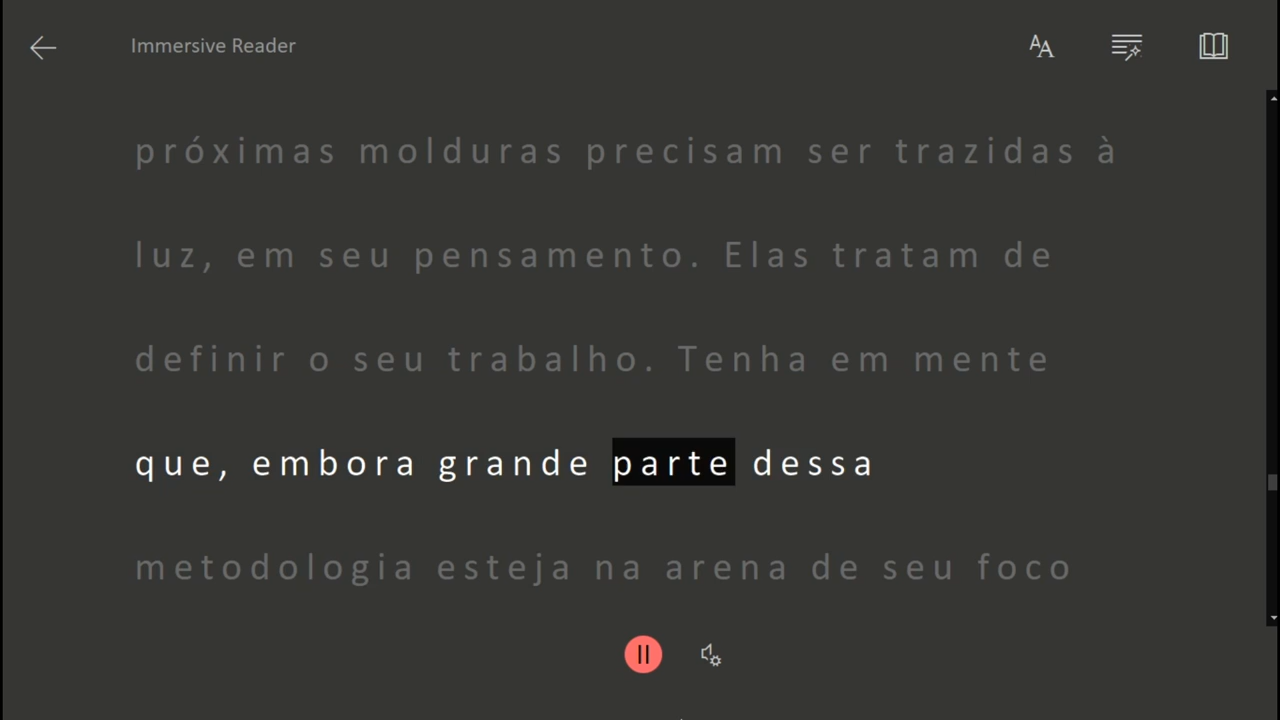 Immersive Reader
próximas molduras precisam ser trazidas à
luz, em seu pensamento. Elas tratam de
definir o seu trabalho. Tenha em mente
que, embora grande parte dessa
metodologia esteja na arena de seu foco